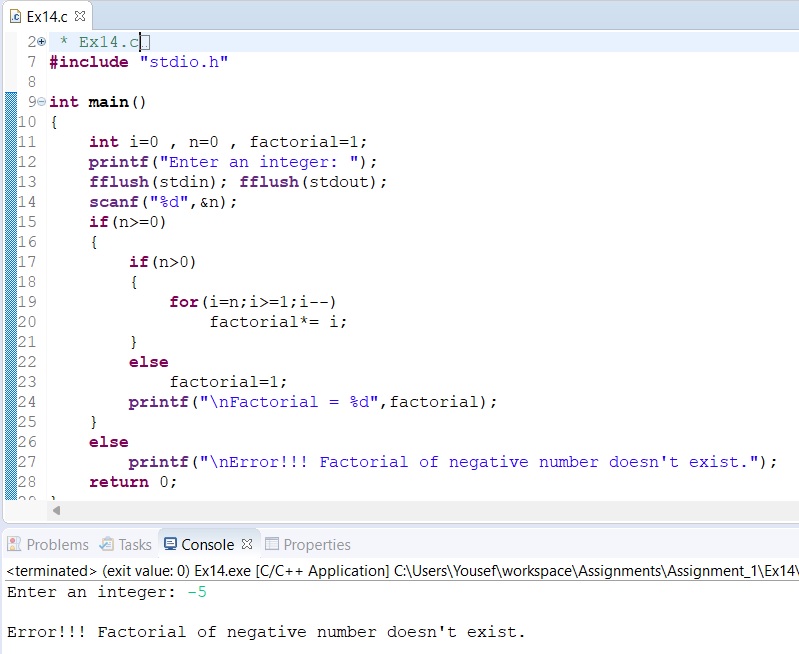 Ex14.c
2 * Ex14.c
7 #include "stdio.h"
8
9 int main()
10 {
11     int i=0 , n=0 , factorial=1;
12     printf("Enter an integer: ");
13     fflush(stdin); fflush(stdout);
14     scanf("%d",&n);
15     if(n>=0)
16     {
17         if(n>0)
18         {
19             for(i=n;i>=1;i--)
20                 factorial*= i;
21         }
22         else
23             factorial=1;
24         printf("\nFactorial = %d",factorial);
25     }
26     else
27         printf("\nError!!! Factorial of negative number doesn't exist.");
28     return 0;
Problems Tasks Console Properties
<terminated> (exit value: 0) Ex14.exe [C/C++ Application] C:\Users\Yousef\workspace\Assignments\Assignment_1\Ex14\
Enter an integer: -5
Error!!! Factorial of negative number doesn't exist.